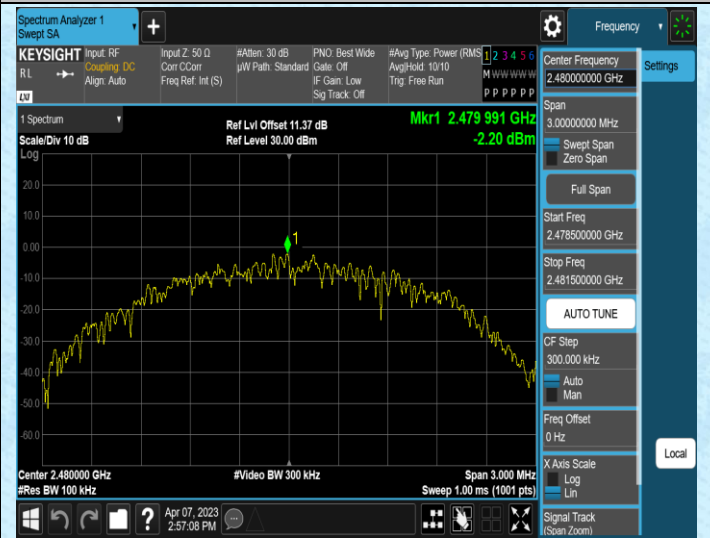 Spectrum Analyzer 1
Swept SA
+
Frequency
KEYSIGHT
RL
LXI
Input: RF
Coupling: DC
Align: Auto
Input Z: 50 Ω
Corr CCorr
Freq Ref: Int (S)
#Atten: 30 dB
µW Path: Standard
PNO: Best Wide
Gate: Off
IF Gain: Low
Sig Track: Off
#Avg Type: Power (RMS
Avg|Hold: 10/10
Trig: Free Run
1 2 3 4 5 6
M W W W W W
P P P P P P
1 Spectrum
Scale/Div 10 dB
Log
Ref Lvl Offset 11.37 dB
Ref Level 30.00 dBm
Mkr1 2.479 991 GHz
-2.20 dBm
1
20.0
10.0
0.00
-10.0
-20.0
-30.0
-40.0
-50.0
-60.0
Center 2.480000 GHz
#Res BW 100 kHz
#Video BW 300 kHz
Span 3.000 MHz
Sweep 1.00 ms (1001 pts)
Apr 07, 2023
2:57:08 PM
?
Center Frequency
2.480000000 GHz
Settings
Span
3.00000000 MHz
Swept Span
Zero Span
Full Span
Start Freq
2.478500000 GHz
Stop Freq
2.481500000 GHz
AUTO TUNE
CF Step
300.000 kHz
Auto
Man
Freq Offset
0 Hz
Local
X Axis Scale
Log
Lin
Signal Track
(Span Zoom)